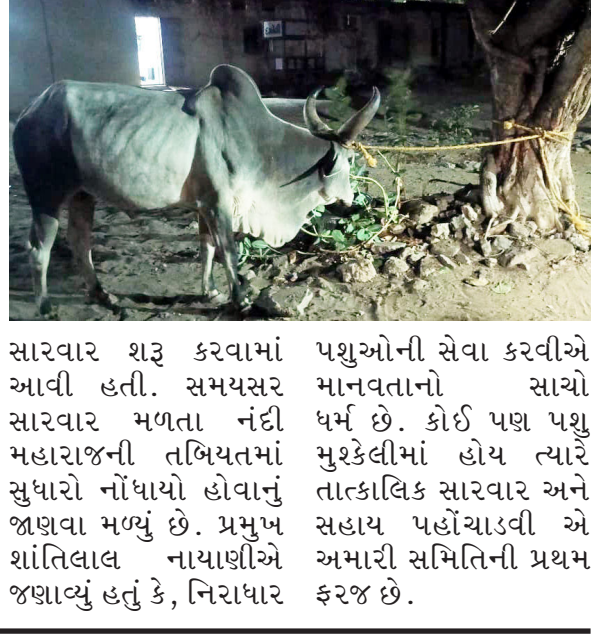 સારવાર શરૂ કરવામાં
આવી હતી. સમયસર
સારવાર મળતા નંદી
મહારાજની તબિયતમાં
સુધારો નોંધાયો હોવાનું
જાણવા મળ્યું છે. પ્રમુખ
શાંતિલાલ નાયાણીએ
જણાવ્યું હતું કે, નિરાધાર
પશુઓની સેવા કરવીએ
માનવતાનો સાચો
ધર્મ છે. કોઈ પણ પશુ
મુશ્કેલીમાં હોય ત્યારે
તાત્કાલિક સારવાર અને
સહાય પહોંચાડવી એ
અમારી સમિતિની પ્રથમ
ફરજ છે.